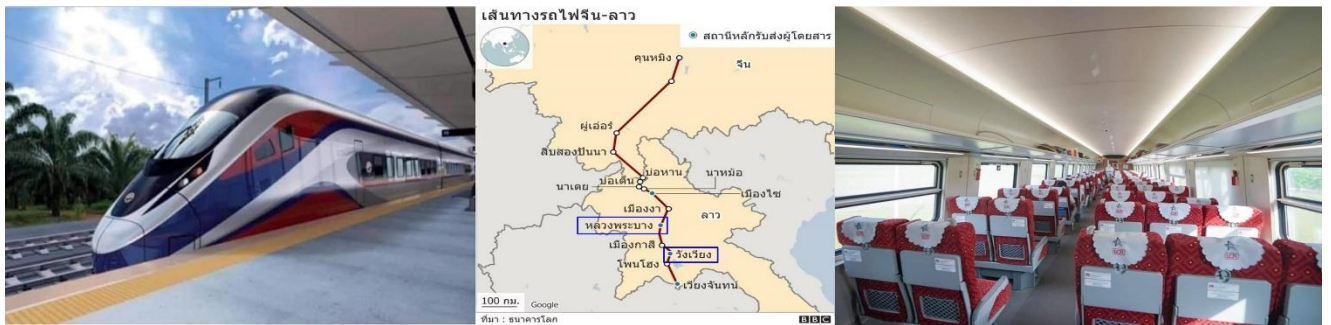 เส้นทางรถไฟจีน-ลาว
สถานีหลักรับส่งผู้โดยสาร
คุนหมิง
จีน
ผู่เอ่อร์
สิบสองปันนา
บ่อหาน
นาหม้อ
บ่อเต็น
นาเตย
เมืองไซ
เมืองงา
ลาว
หลวงพระบาง
เมืองกาสี
วังเวียง
โพนโฮง
เวียงจันทน์
100 กม.
Google
ที่มา : ธนาคารโลก
BBC